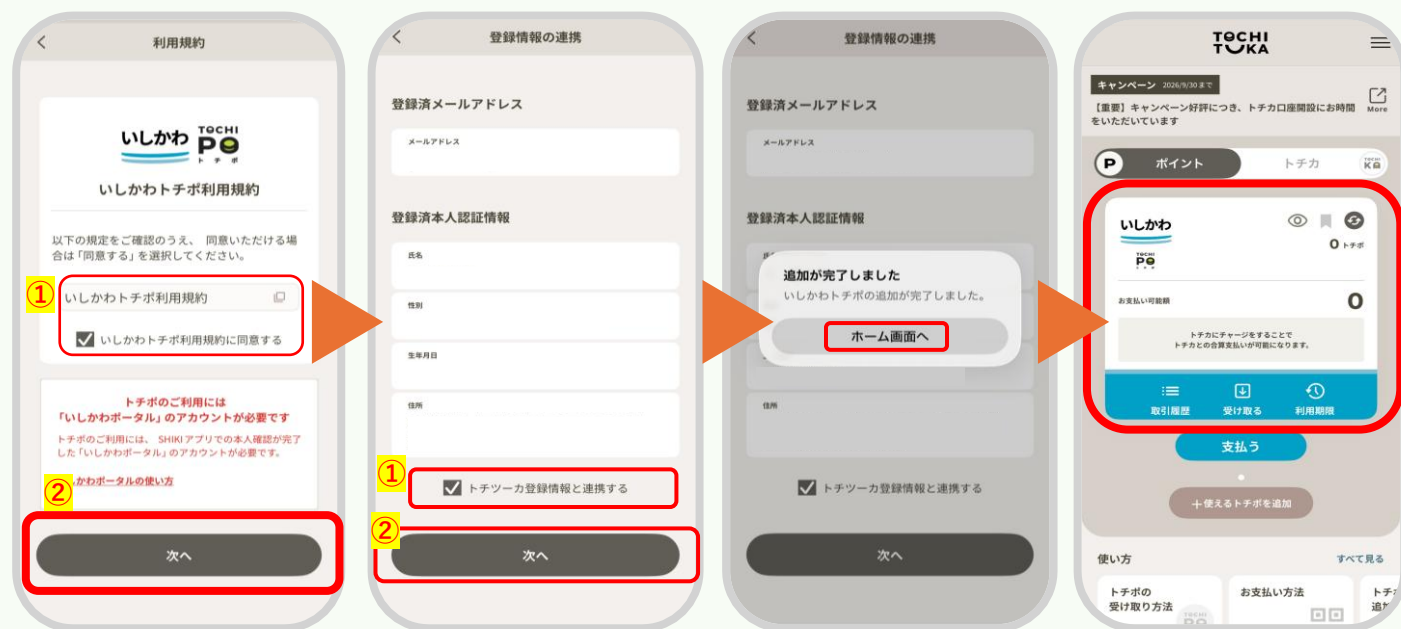 利用規約
いしかわ TOCHI PO
トチポ
いしかわトチポ利用規約
以下の規定をご確認のうえ、 同意いただける場
合は「同意する」を選択してください。
①
いしかわトチポ利用規約
いしかわトチポ利用規約に同意する
トチポのご利用には
「いしかわポータル」のアカウントが必要です
トチポのご利用には、 SHIKIアプリでの本人確認が完了
した「いしかわポータル」のアカウントが必要です。
②
かわポータルの使い方
次へ
登録情報の連携
登録済メールアドレス
メールアドレス
登録済本人認証情報
氏名
性別
生年月日
住所
①
トチツーカ登録情報と連携する
②
次へ
登録情報の連携
登録済メールアドレス
メールアドレス
登録済本人認証情報
追加が完了しました
いしかわトチポの追加が完了しました。
ホーム画面へ
住所
トチツーカ登録情報と連携する
次へ
TOCHI
TUKA
キャンペーン 2026/9/30まで
【重要】キャンペーン好評につき、トチカ口座開設にお時間
をいただいています
More
P ポイント トチカ TOCHI KA
いしかわ
0 トチポ
TOCHI
PO
トチポ
お支払い可能額 0
トチカにチャージをすることで
トチカとの合算支払いが可能になります。
取引履歴 受け取る 利用期限
支払う
+使えるトチポを追加
使い方 すべて見る
トチポの
受け取り方法
お支払い方法
トチ
追加